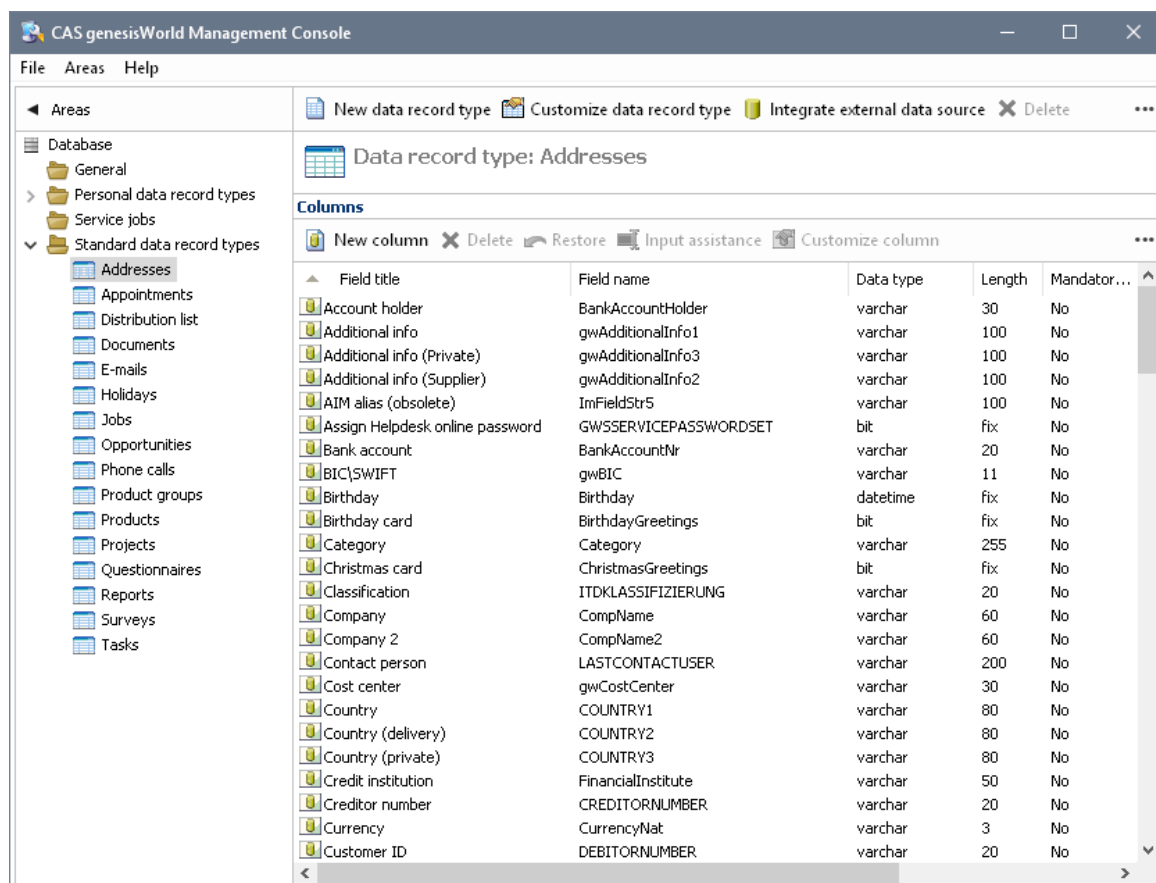 CAS genesisWorld Management Console
File Areas Help
Areas
New data record type Customize data record type Integrate external data source Delete
Database
General
Personal data record types
Service jobs
Standard data record types
Addresses
Appointments
Distribution list
Documents
E-mails
Holidays
Jobs
Opportunities
Phone calls
Product groups
Products
Projects
Questionnaires
Reports
Surveys
Tasks
Data record type: Addresses
Columns
New column Delete Restore Input assistance Customize column
Field title Field name Data type Length Mandator...
Account holder BankAccountHolder varchar 30 No
Additional info gwAdditionalInfo1 varchar 100 No
Additional info (Private) gwAdditionalInfo3 varchar 100 No
Additional info (Supplier) gwAdditionalInfo2 varchar 100 No
AIM alias (obsolete) ImFieldStr5 varchar 100 No
Assign Helpdesk online password GWSSERVICEPASSWORDSET bit fix No
Bank account BankAccountNr varchar 20 No
BIC\SWIFT gwBIC varchar 11 No
Birthday Birthday datetime fix No
Birthday card BirthdayGreetings bit fix No
Category Category varchar 255 No
Christmas card ChristmasGreetings bit fix No
Classification ITDKLASSIFIZIERUNG varchar 20 No
Company CompName varchar 60 No
Company 2 CompName2 varchar 60 No
Contact person LASTCONTACTUSER varchar 200 No
Cost center gwCostCenter varchar 30 No
Country COUNTRY1 varchar 80 No
Country (delivery) COUNTRY2 varchar 80 No
Country (private) COUNTRY3 varchar 80 No
Credit institution FinancialInstitute varchar 50 No
Creditor number CREDITORNUMBER varchar 20 No
Currency CurrencyNat varchar 3 No
Customer ID DEBITORNUMBER varchar 20 No